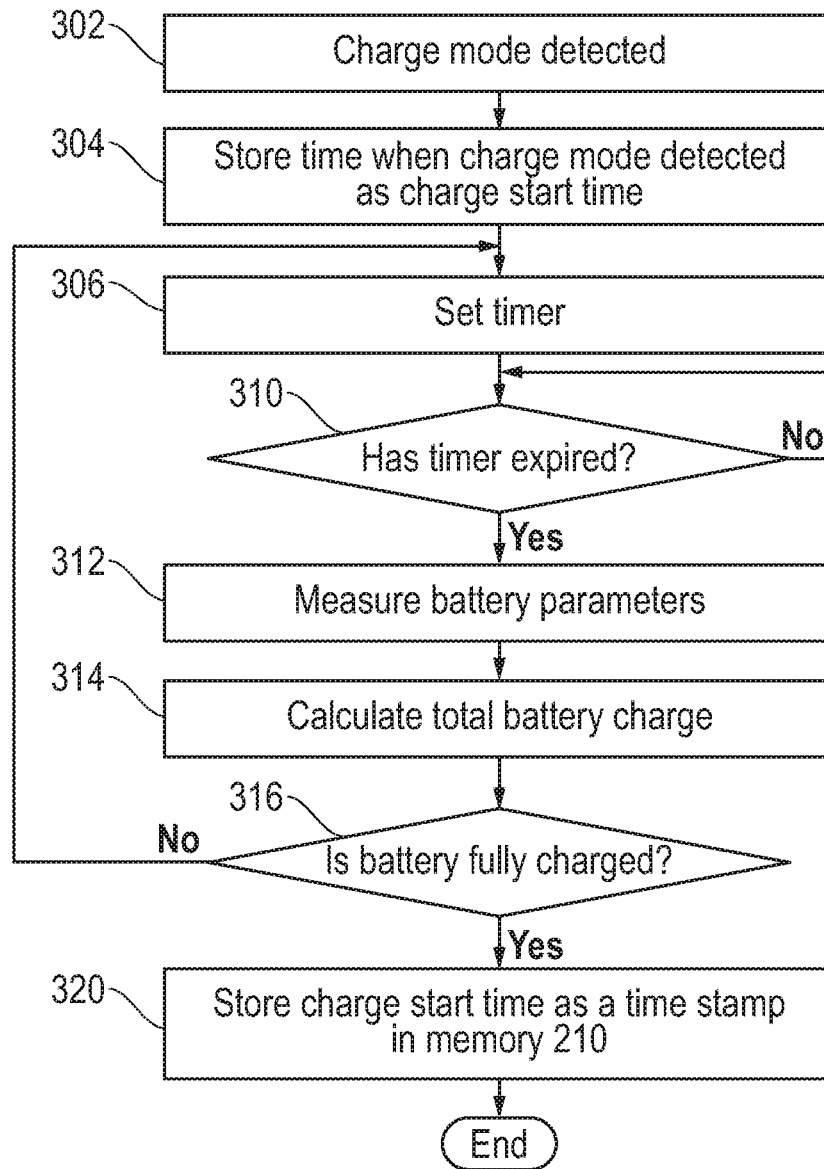 302
Charge mode detected
304
Store time when charge mode detected
as charge start time
306
Set timer
310
Has timer expired?
No
Yes
312
Measure battery parameters
314
Calculate total battery charge
316
No
Is battery fully charged?
Yes
320
Store charge start time as a time stamp
in memory 210
End